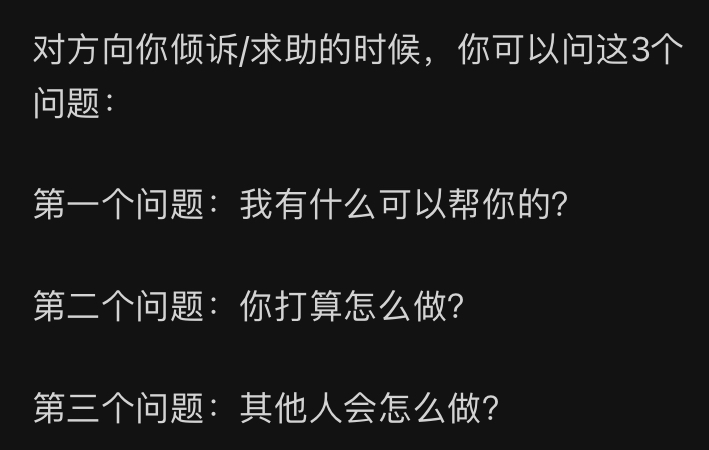 对方向你倾诉/求助的时候，你可以问这3个
问题：
第一个问题：我有什么可以帮你的？
第二个问题：你打算怎么做？
第三个问题：其他人会怎么做？